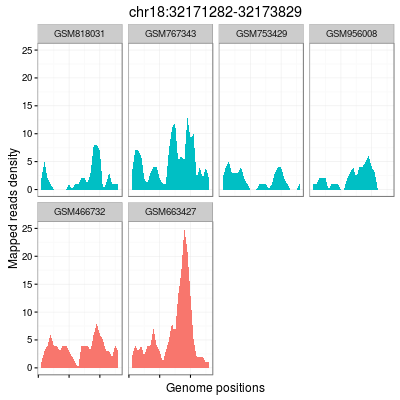 chr18:32171282-32173829
GSM818031 GSM767343 GSM753429 GSM956008
25
20
15
10
5
0
Mapped reads density
GSM466732 GSM663427
25
20
15
10
5
0
Genome positions